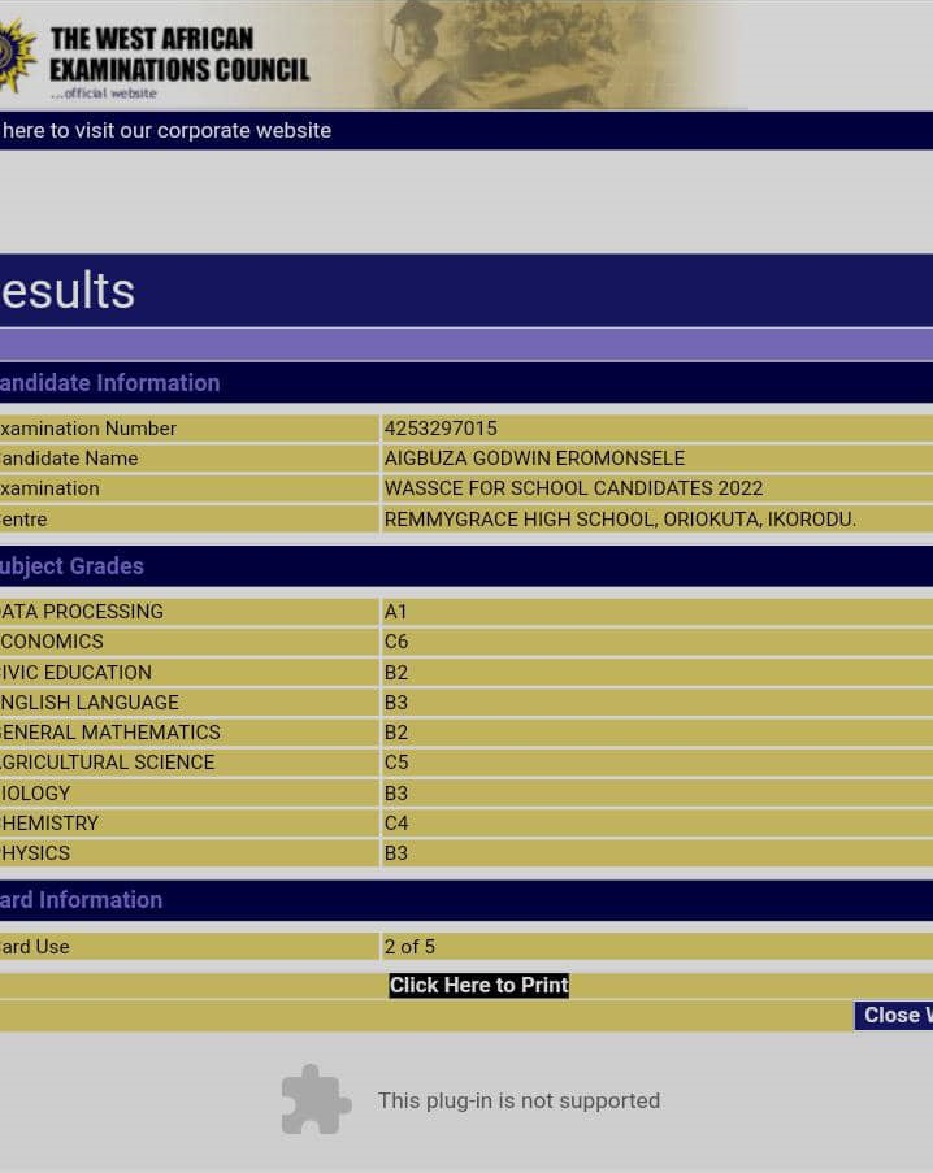 THE WEST AFRICAN
EXAMINATIONS COUNCIL
...official website
here to visit our corporate website
esults
andidate Information
xamination Number 4253297015
andidate Name AIGBUZA GODWIN EROMONSELE
xamination WASSCE FOR SCHOOL CANDIDATES 2022
entre REMMYGRACE HIGH SCHOOL, ORIOKUTA, IKORODU.
ubject Grades
ATA PROCESSING A1
CONOMICS C6
IVIC EDUCATION B2
NGLISH LANGUAGE B3
GENERAL MATHEMATICS B2
AGRICULTURAL SCIENCE C5
IOLOGY B3
CHEMISTRY C4
HYSICS B3
ard Information
ard Use 2 of 5
Click Here to Print
Close W
This plug-in is not supported